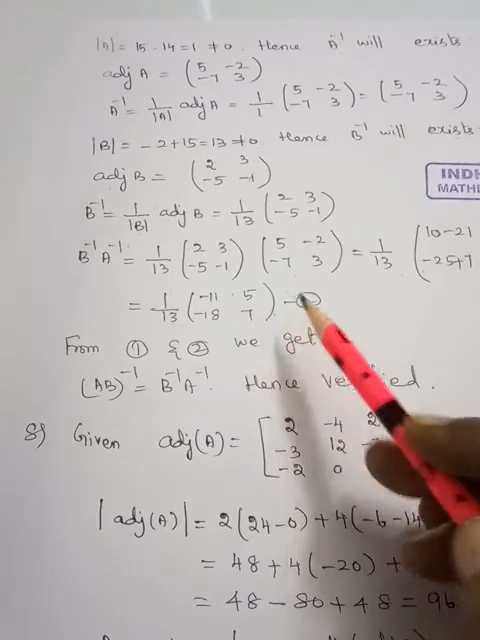 |A| = 15 - 14 = 1 ≠ 0. Hence A⁻¹ will exists
adj A = (5 -2 / -7 3)
A⁻¹ = 1/|A| adj A = 1/1 (5 -2 / -7 3) = (5 -2 / -7 3)
|B| = -2+15 = 13 ≠ 0. Hence B⁻¹ will exists
adj B = (2 3 / -5 -1)
INDH
MATHE
B⁻¹ = 1/|B| adj B = 1/13 (2 3 / -5 -1)
B⁻¹A⁻¹ = 1/13 (2 3 / -5 -1) (5 -2 / -7 3) = 1/13 (10-21 / -25+7
= 1/13 (-11 5 / -18 7) -②
From ① & ② we get
(AB)⁻¹ = B⁻¹A⁻¹. Hence verified.
8) Given adj(A) = [2 -4 2 / -3 12 / -2 0
|adj(A)| = 2(24-0) + 4(-6-14
= 48 + 4(-20) +
= 48 - 80 + 48 = 96